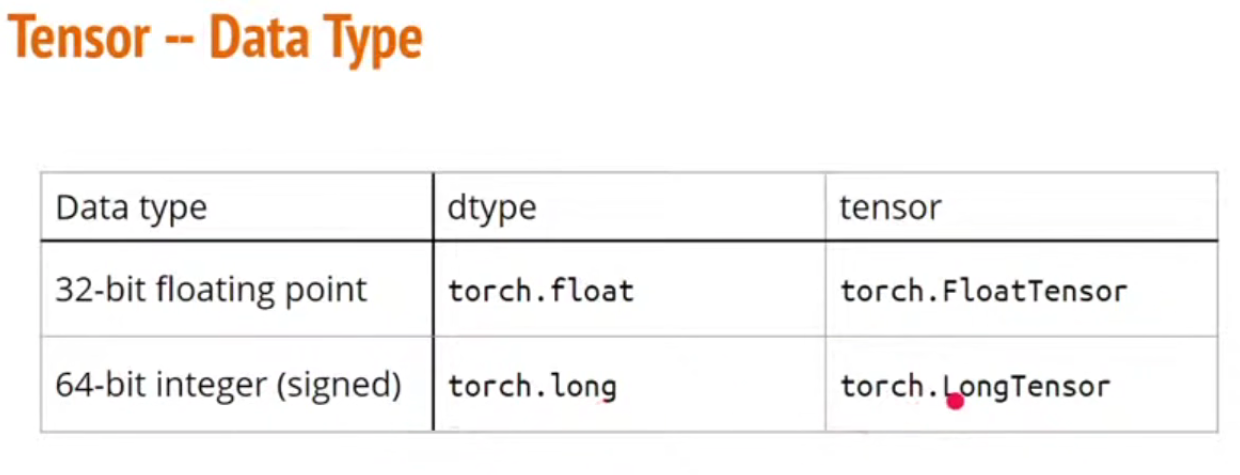 Tensor -- Data Type
Data type dtype tensor
32-bit floating point torch.float torch.FloatTensor
64-bit integer (signed) torch.long torch.LongTensor